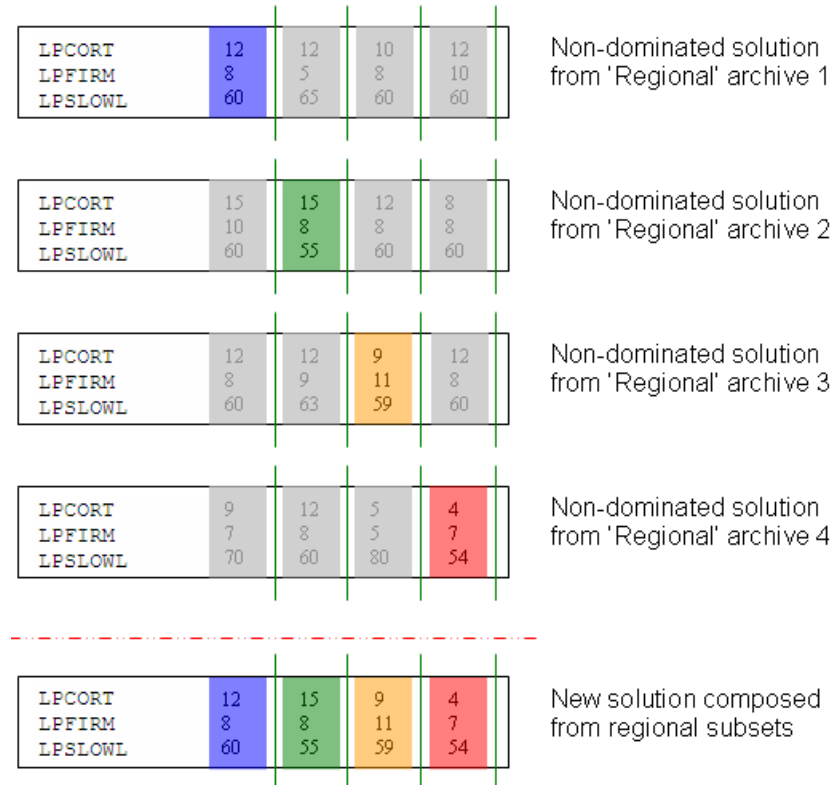 LPCORT 12 12 10 12
LPFIRM 8 5 8 10
LPSLOWL 60 65 60 60
Non-dominated solution
from 'Regional' archive 1
LPCORT 15 15 12 8
LPFIRM 10 8 8 8
LPSLOWL 60 55 60 60
Non-dominated solution
from 'Regional' archive 2
LPCORT 12 12 9 12
LPFIRM 8 9 11 8
LPSLOWL 60 63 59 60
Non-dominated solution
from 'Regional' archive 3
LPCORT 9 12 5 4
LPFIRM 7 8 5 7
LPSLOWL 70 60 80 54
Non-dominated solution
from 'Regional' archive 4
LPCORT 12 15 9 4
LPFIRM 8 8 11 7
LPSLOWL 60 55 59 54
New solution composed
from regional subsets